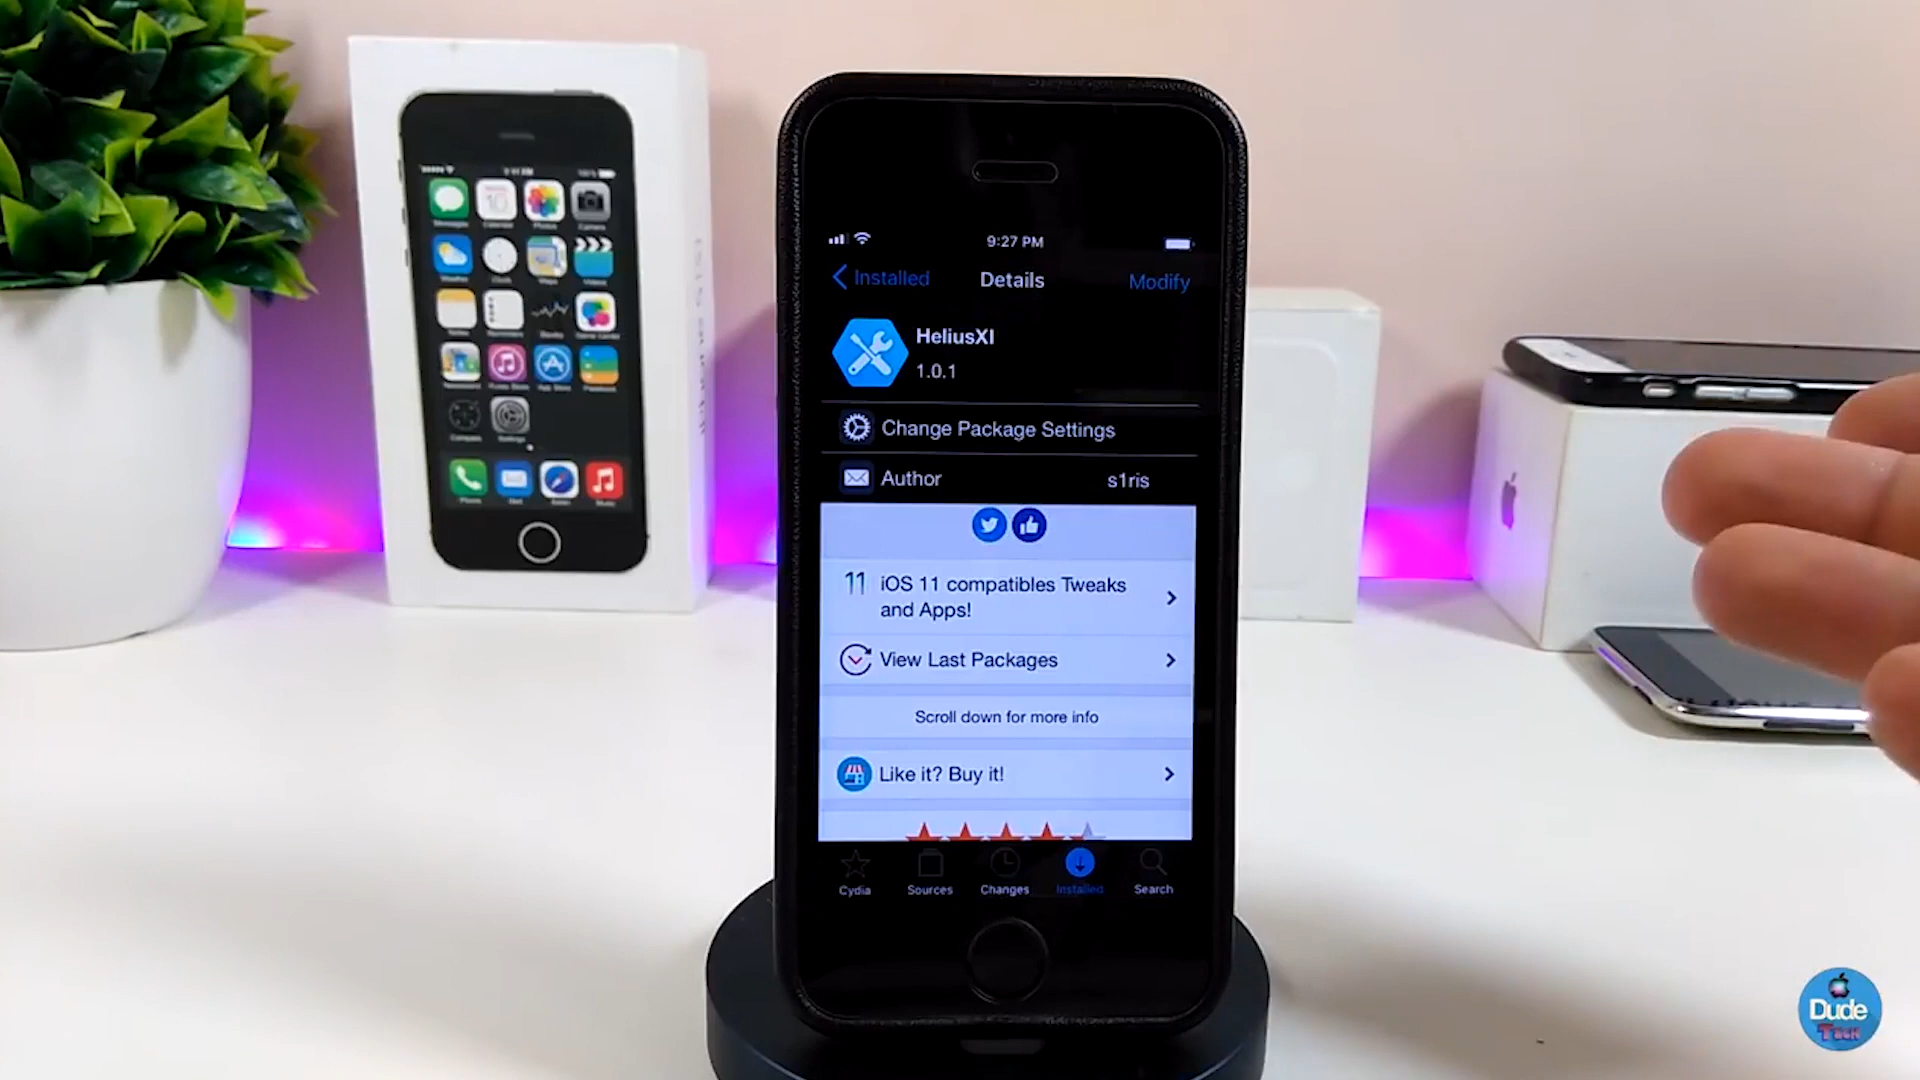 9:27 PM
Installed
Details
Modify
HeliusXI
1.0.1
Change Package Settings
Author
s1ris
11
iOS 11 compatibles Tweaks
and Apps!
View Last Packages
Scroll down for more info
Like it? Buy it!
Cydia
Sources
Changes
Installed
Search
Dude
Tech